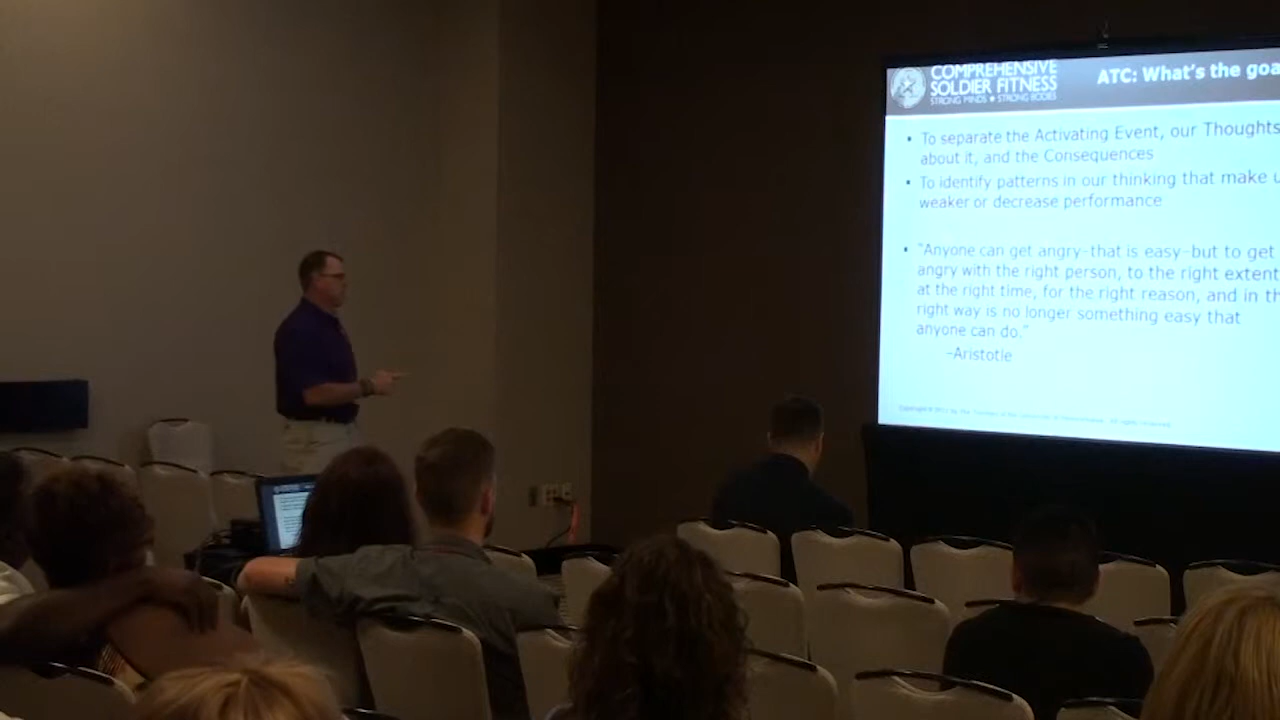 COMPREHENSIVE
SOLDIER FITNESS
STRONG MINDS ★ STRONG BODIES
ATC: What's the goa
• To separate the Activating Event, our Thoughts
about it, and the Consequences
• To identify patterns in our thinking that make u
weaker or decrease performance
• "Anyone can get angry–that is easy–but to get
angry with the right person, to the right extent
at the right time, for the right reason, and in th
right way is no longer something easy that
anyone can do."
–Aristotle